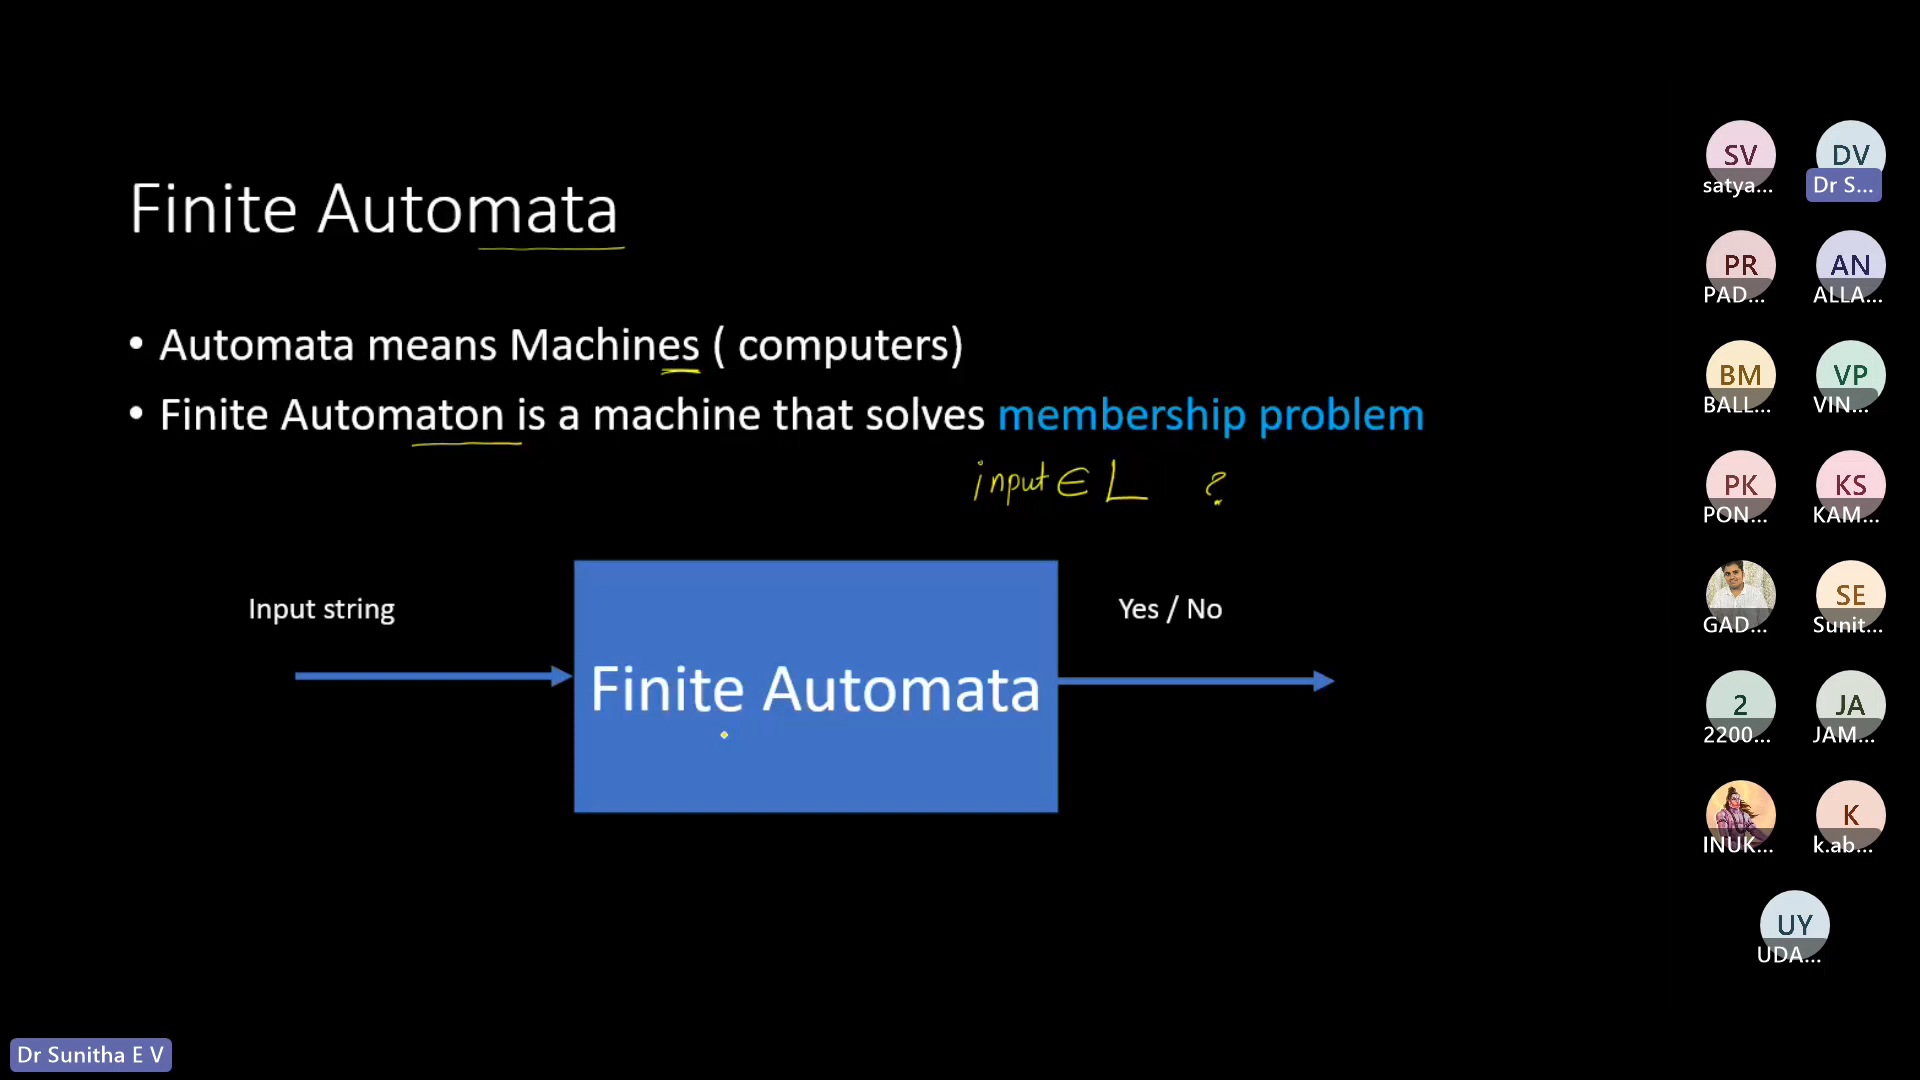 Finite Automata
• Automata means Machines ( computers)
• Finite Automaton is a machine that solves membership problem
input ∈ L ?
Input string
Yes / No
Finite Automata
SV
satya...
DV
Dr S...
PR
PAD...
AN
ALLA...
BM
BALL...
VP
VIN...
PK
PON...
KS
KAM...
GAD...
SE
Sunit...
2
2200...
JA
JAM...
INUK...
K
k.ab...
UY
UDA...
Dr Sunitha E V